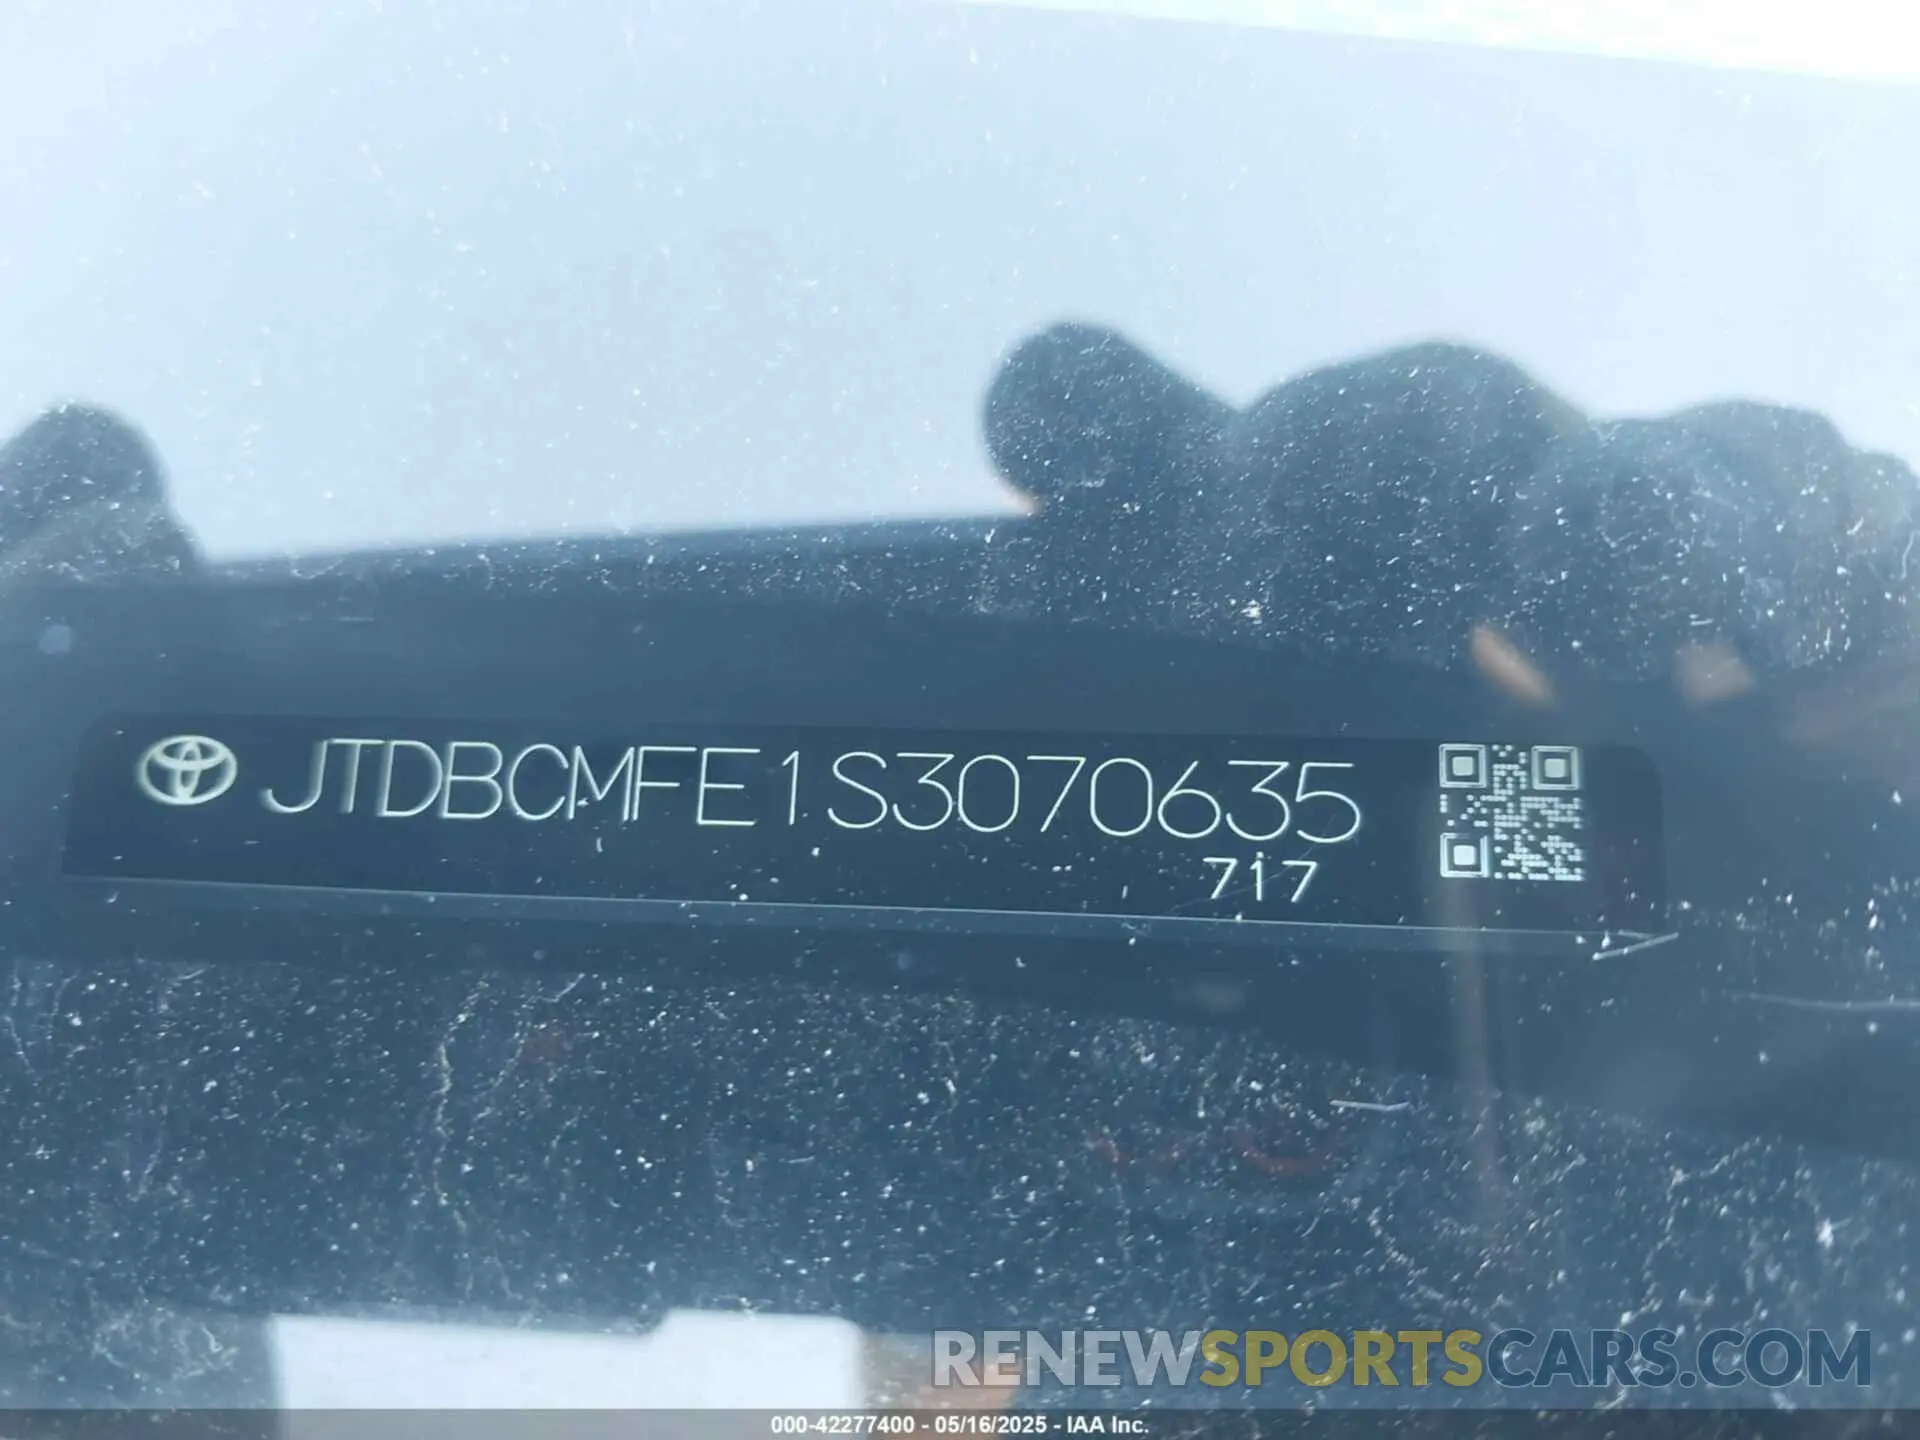 JTDBCMFE1S3070635
717
RENEWSPORTSCARS.COM
000-42277400 - 05/16/2025 - IAA Inc.